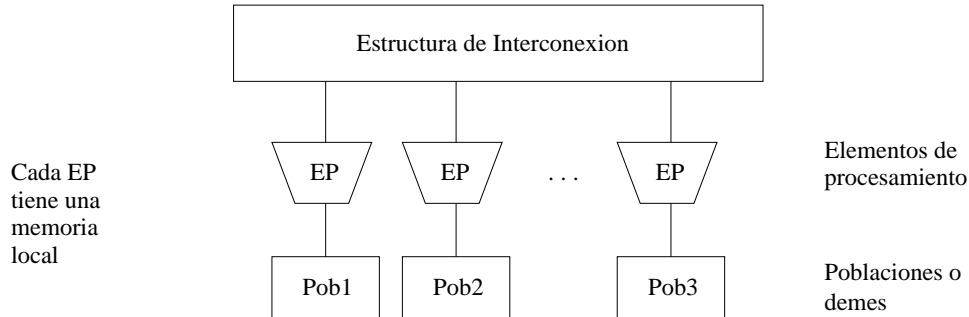 Estructura de Interconexion
Cada EP
tiene una
memoria
local
EP
EP
. . .
EP
Elementos de
procesamiento
Pob1
Pob2
Pob3
Poblaciones o
demes